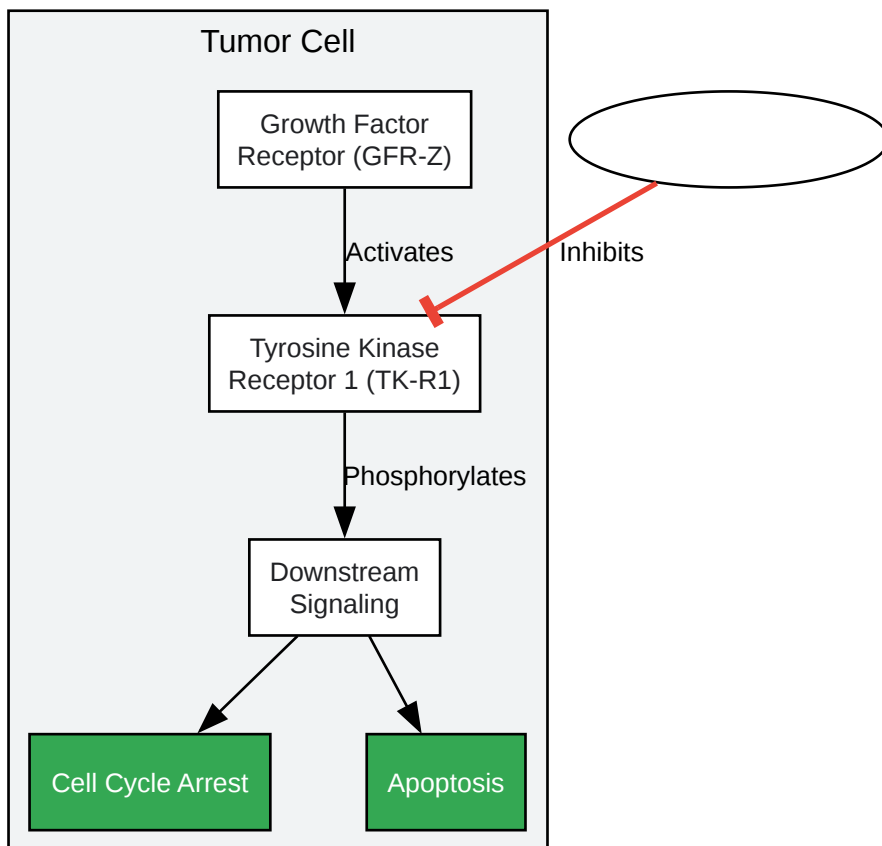 Tumor Cell
Growth Factor
Receptor (GFR-Z)
Activates
Inhibits
Tyrosine Kinase
Receptor 1 (TK-R1)
Phosphorylates
Downstream
Signaling
Cell Cycle Arrest
Apoptosis